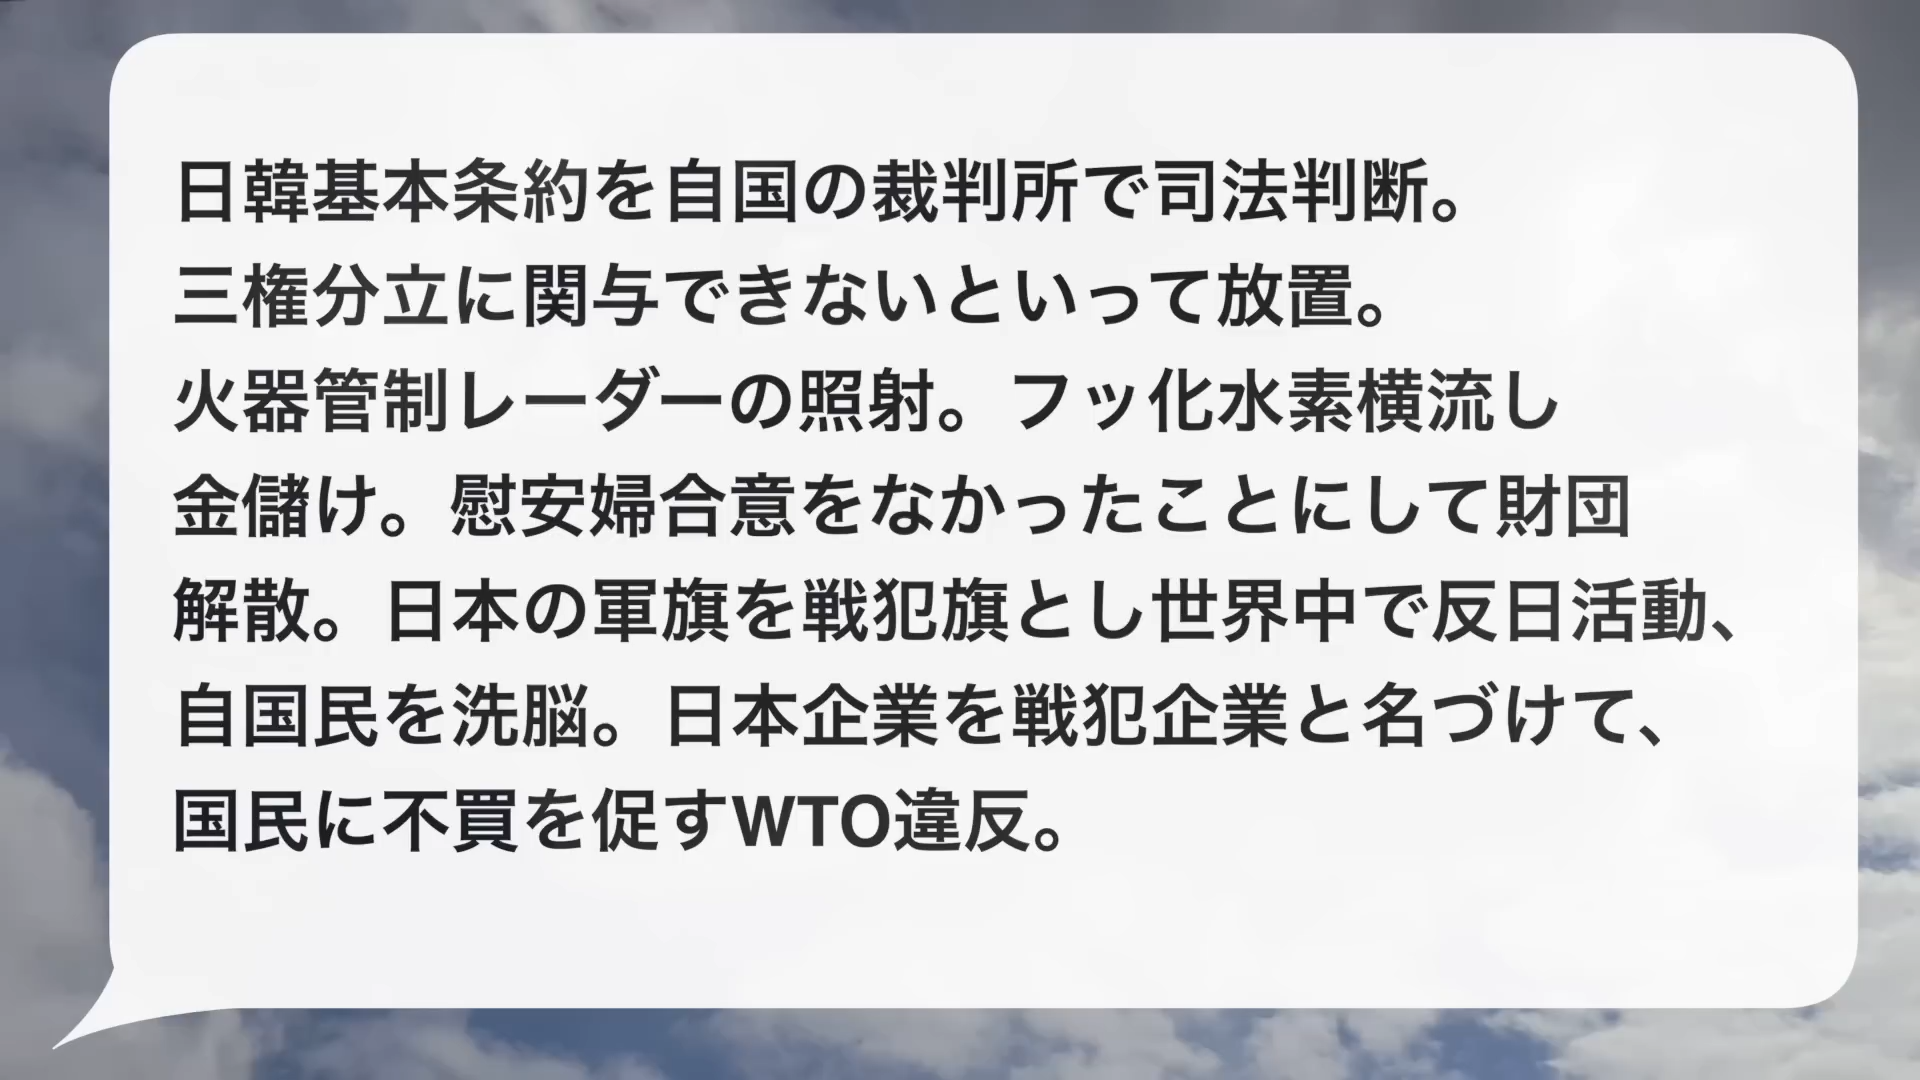 日韓基本条約を自国の裁判所で司法判断。
三権分立に関与できないといって放置。
火器管制レーダーの照射。フッ化水素横流し
金儲け。慰安婦合意をなかったことにして財団
解散。日本の軍旗を戦犯旗とし世界中で反日活動、
自国民を洗脳。日本企業を戦犯企業と名づけて、
国民に不買を促すWTO違反。